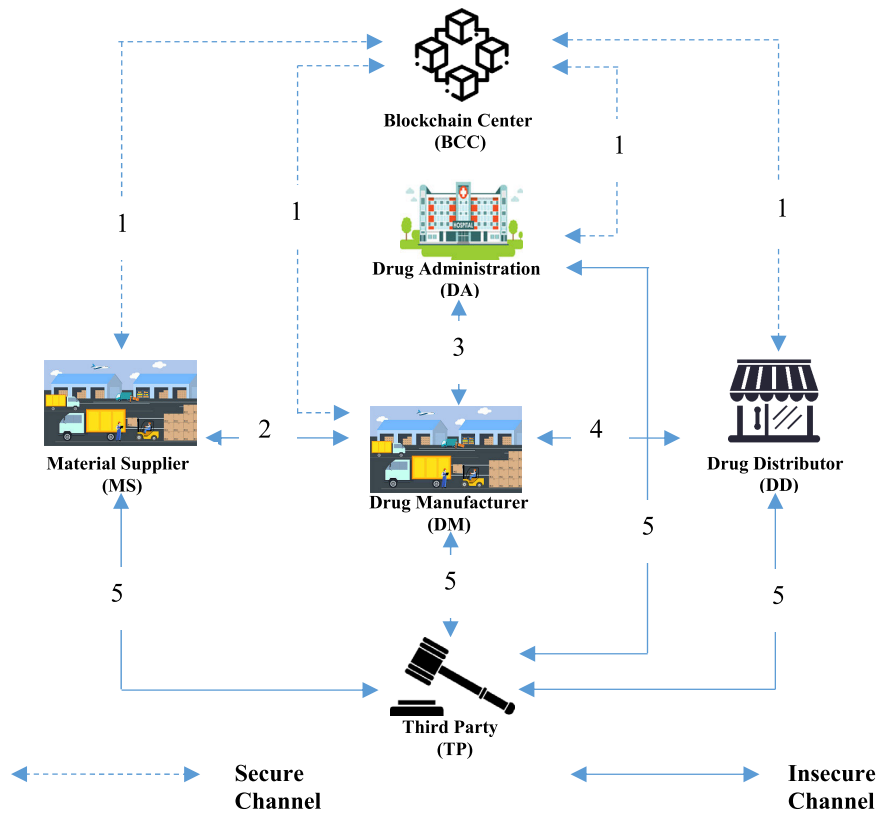 Blockchain Center
(BCC)
1
1
1
1
HOSPITAL
Drug Administration
(DA)
3
2
4
Material Supplier
(MS)
Drug Manufacturer
(DM)
Drug Distributor
(DD)
5
5
5
5
Third Party
(TP)
Secure
Channel
Insecure
Channel